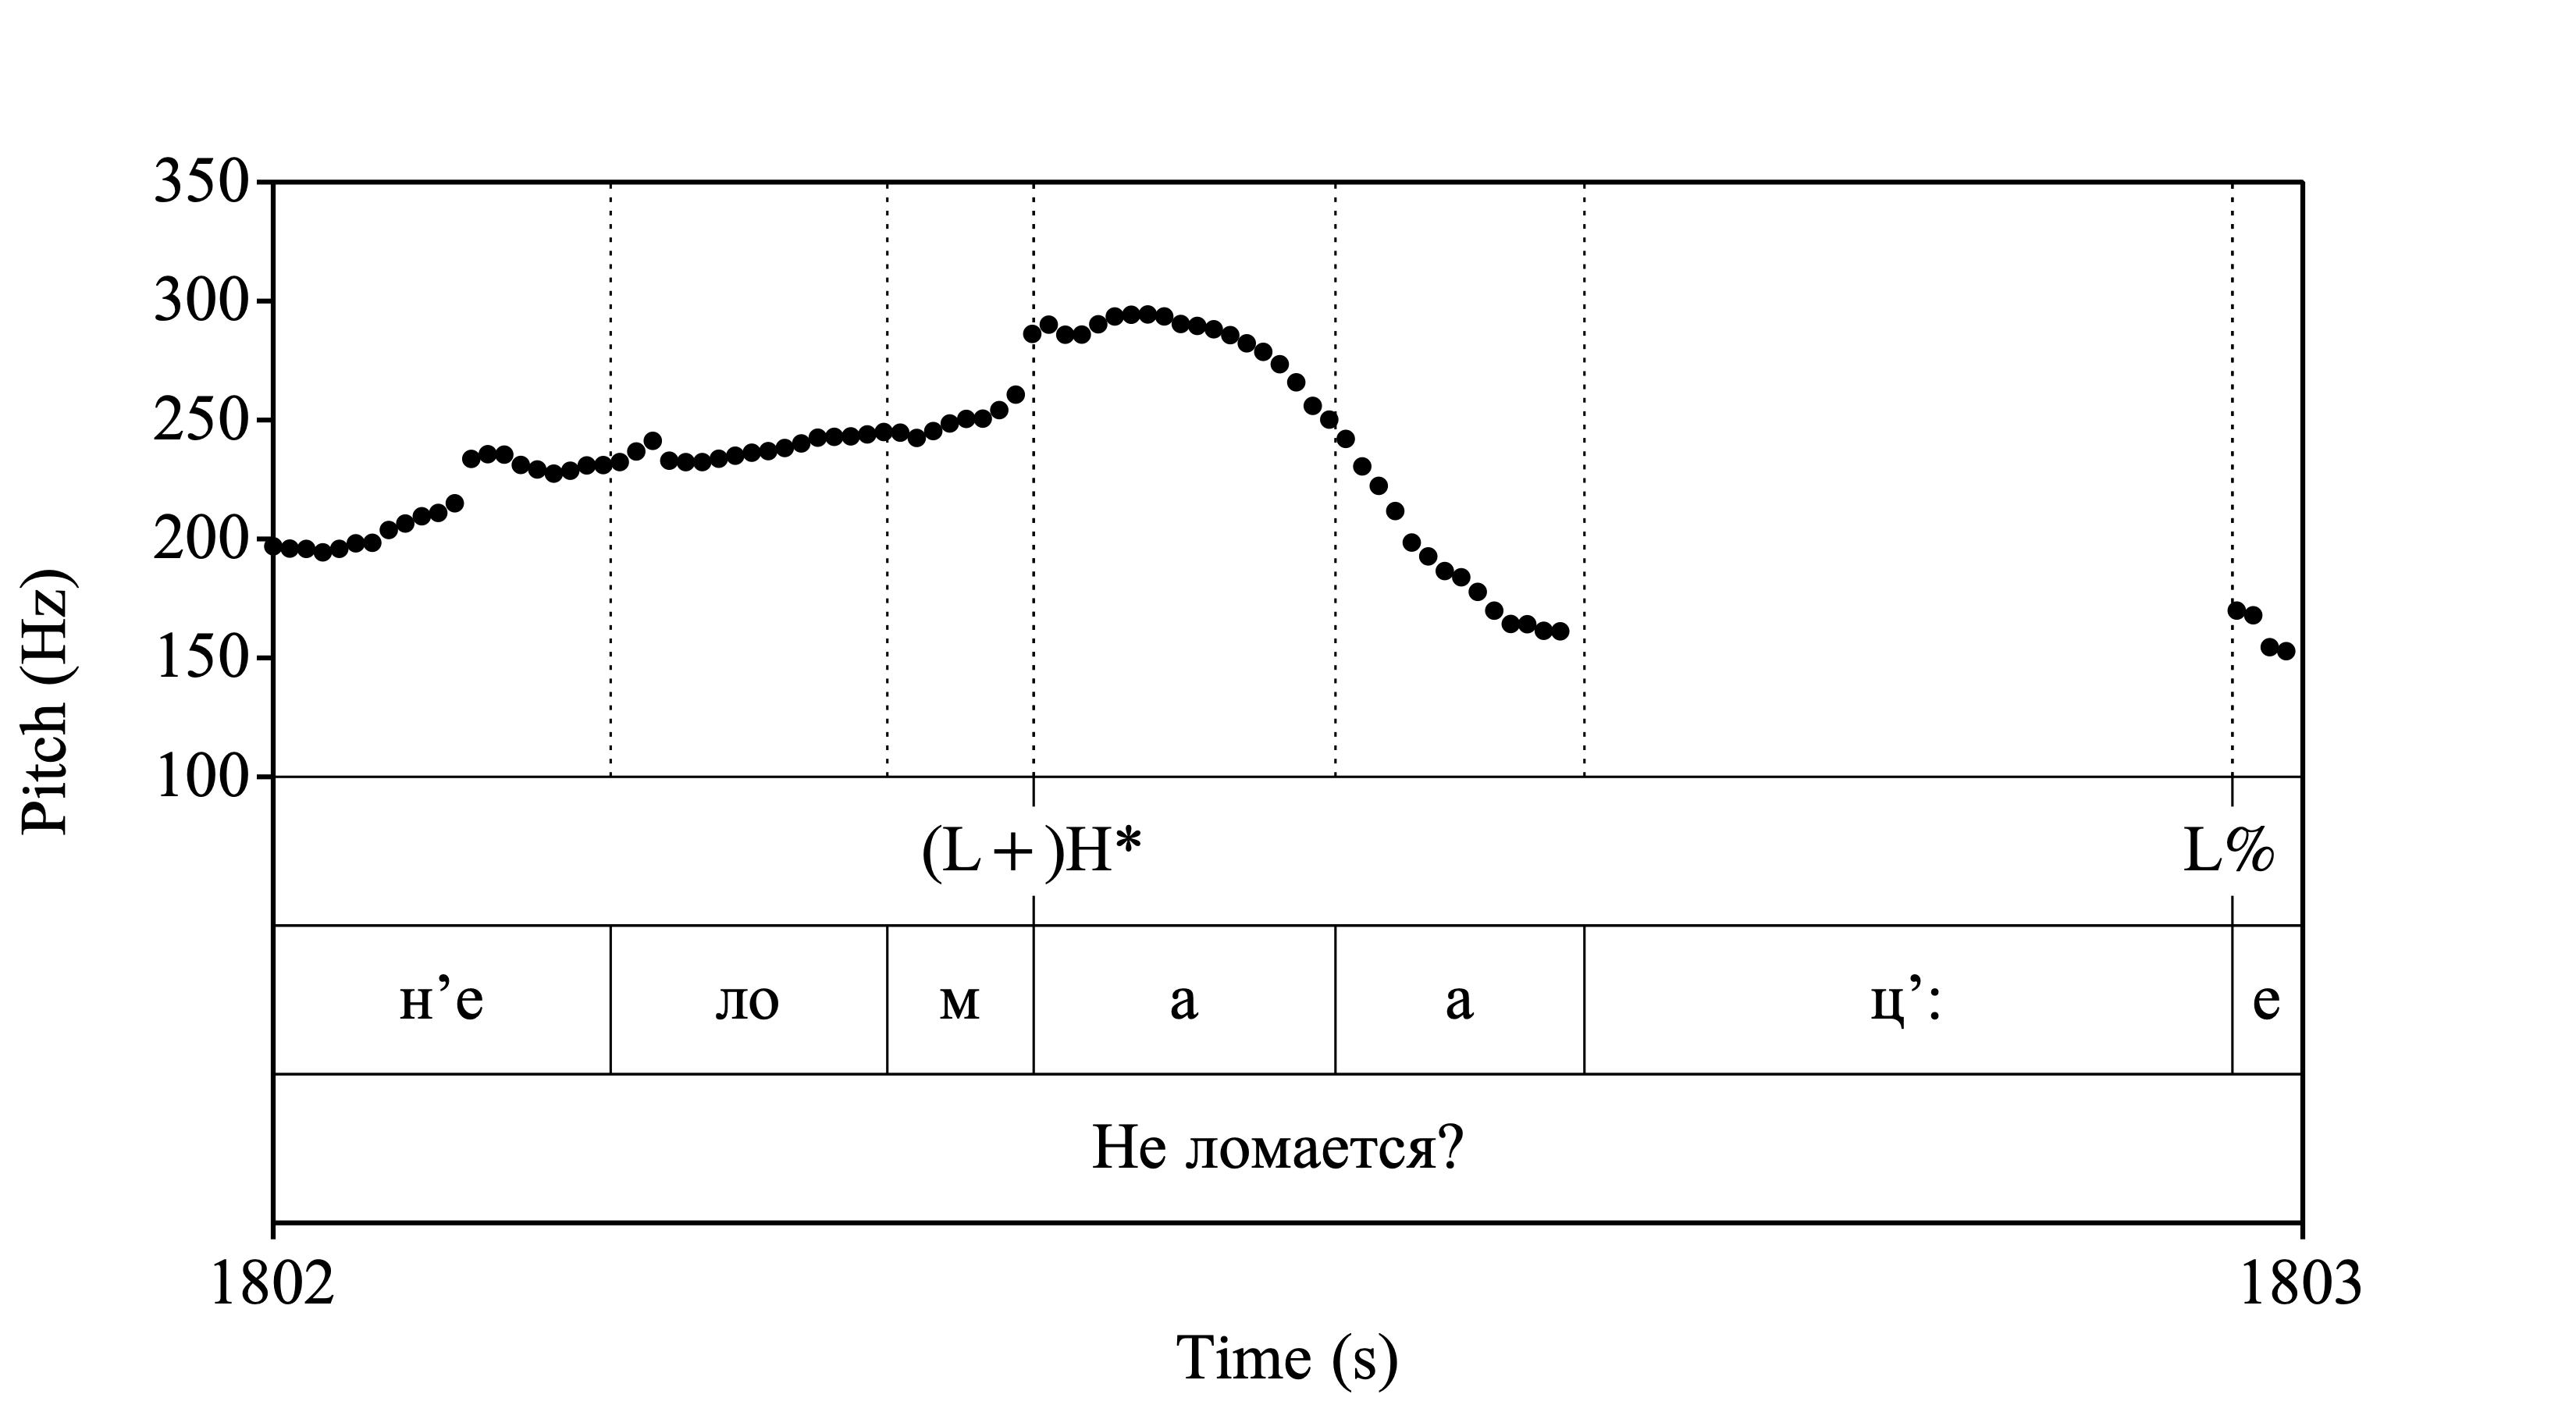 350
300
250
200
150
100
Pitch (Hz)
(L+)H* L%
н’е ло м а а ц’: е
Не ломается?
1802 1803
Time (s)